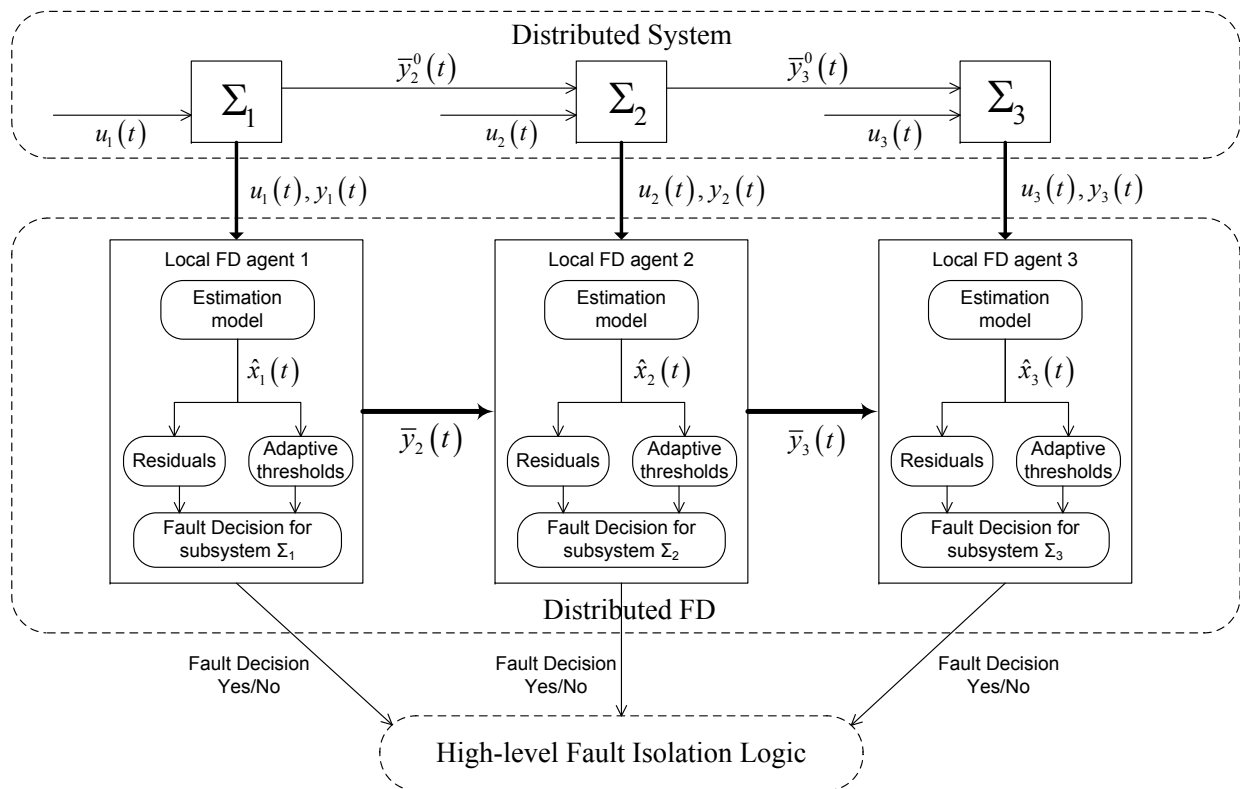 Distributed System
Σ₁
Σ₂
Σ₃
ȳ₂⁰(t)
ȳ₃⁰(t)
u₁(t)
u₂(t)
u₃(t)
u₁(t), y₁(t)
u₂(t), y₂(t)
u₃(t), y₃(t)
Local FD agent 1
Estimation
model
x̂₁(t)
Residuals
Adaptive
thresholds
Fault Decision for
subsystem Σ₁
ȳ₂(t)
Local FD agent 2
Estimation
model
x̂₂(t)
Residuals
Adaptive
thresholds
Fault Decision for
subsystem Σ₂
ȳ₃(t)
Local FD agent 3
Estimation
model
x̂₃(t)
Residuals
Adaptive
thresholds
Fault Decision for
subsystem Σ₃
Distributed FD
Fault Decision
Yes/No
Fault Decision
Yes/No
Fault Decision
Yes/No
High-level Fault Isolation Logic